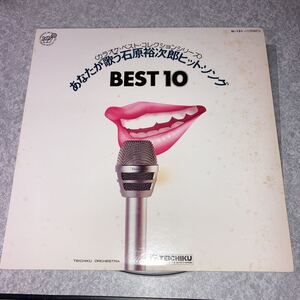 〈カラオケ・ベスト・コレクションシリーズ〉
あなたが歌う石原裕次郎ヒット・ソング
BEST 10
TEICHIKU ORCHESTRA
TEICHIKU